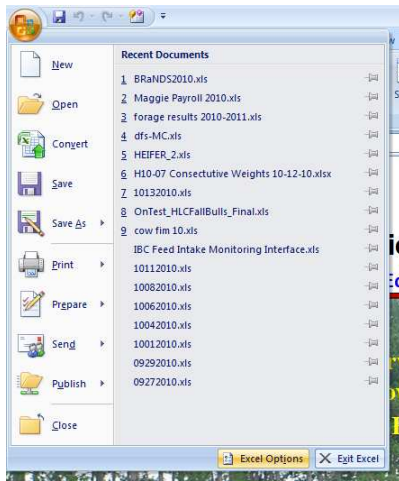 Recent Documents
New
Open
Convert
Save
Save As
Print
Prepare
Send
Publish
Close
1 BRaNDS2010.xls
2 Maggie Payroll 2010.xls
3 forage results 2010-2011.xls
4 dfs-MC.xls
5 HEIFER_2.xls
6 H10-07 Consectutive Weights 10-12-10.xlsx
7 10132010.xls
8 OnTest_HLCFallBulls_Final.xls
9 cow fim 10.xls
IBC Feed Intake Monitoring Interface.xls
10112010.xls
10082010.xls
10062010.xls
10042010.xls
10012010.xls
09292010.xls
09272010.xls
Excel Options
Exit Excel